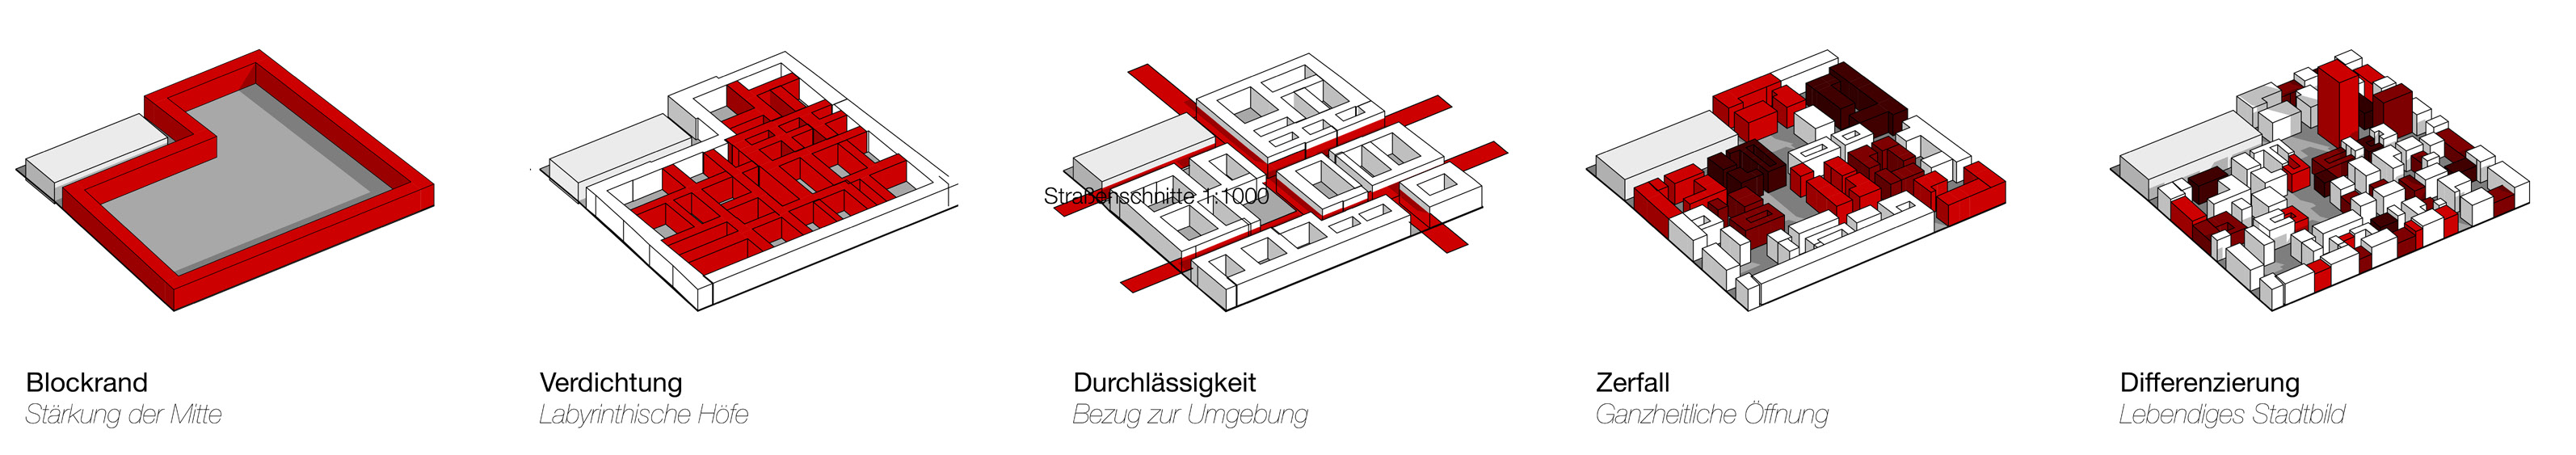 Straßenschnitte 1:1000
Blockrand
Stärkung der Mitte
Verdichtung
Labyrinthische Höfe
Durchlässigkeit
Bezug zur Umgebung
Zerfall
Ganzheitliche Öffnung
Differenzierung
Lebendiges Stadtbild